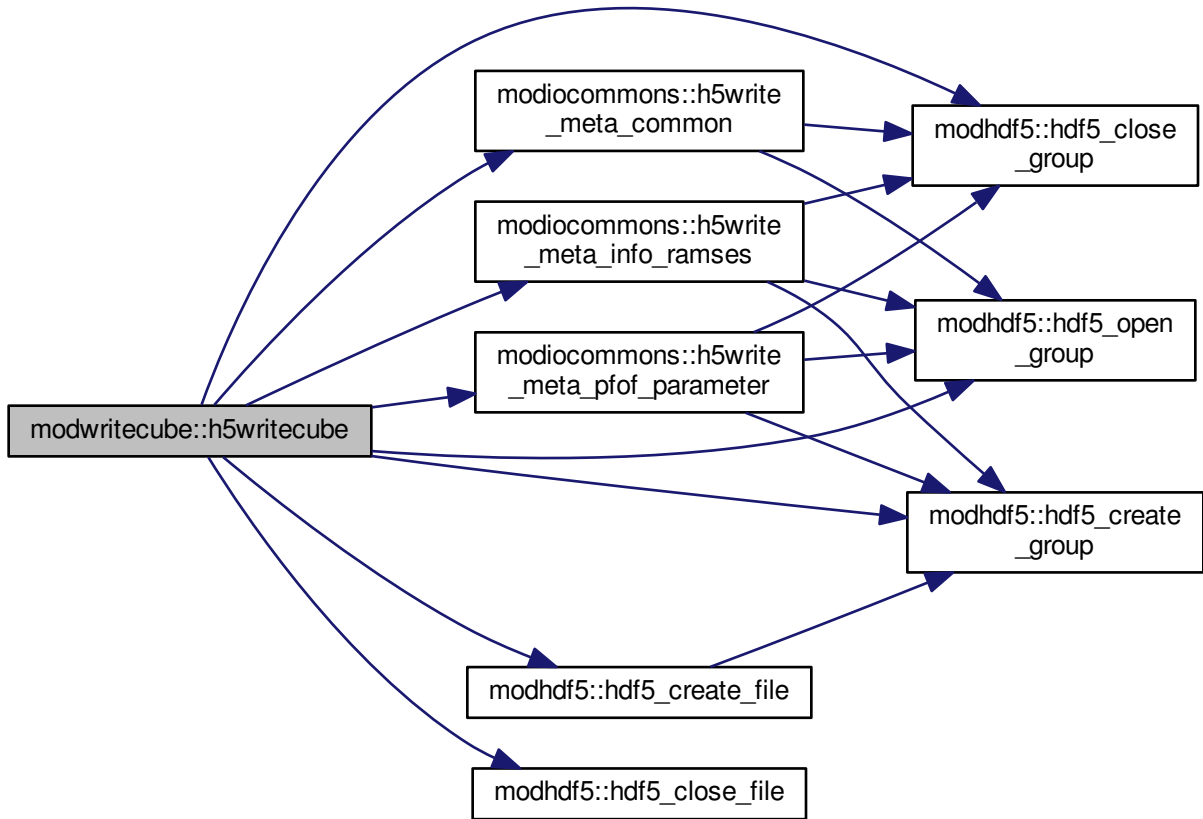 modiocommons::h5write
_meta_common
modhdf5::hdf5_close
_group
modiocommons::h5write
_meta_info_ramses
modhdf5::hdf5_open
_group
modiocommons::h5write
_meta_pfof_parameter
modwritecube::h5writecube
modhdf5::hdf5_create
_group
modhdf5::hdf5_create_file
modhdf5::hdf5_close_file